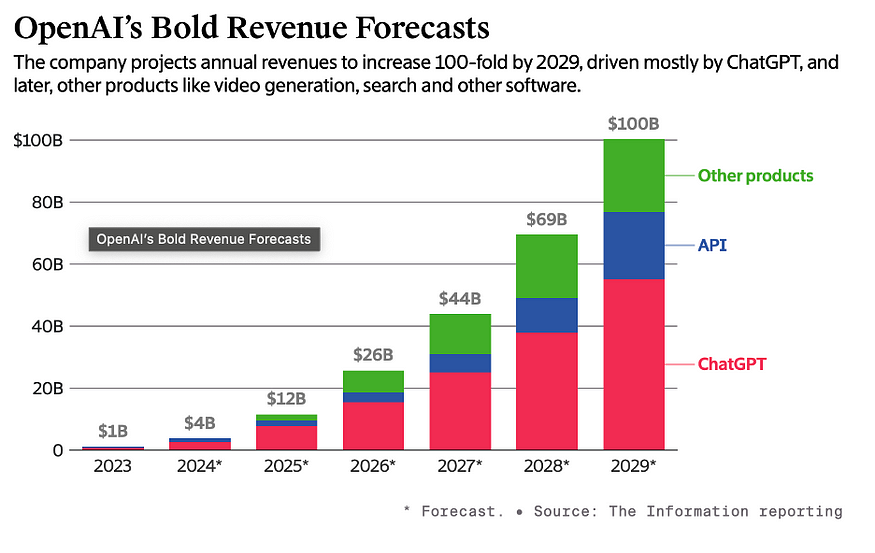 OpenAI’s Bold Revenue Forecasts
The company projects annual revenues to increase 100-fold by 2029, driven mostly by ChatGPT, and
later, other products like video generation, search and other software.
$100B
$100B
Other products
80B
$69B
OpenAI’s Bold Revenue Forecasts
API
60B
$44B
40B
$26B
ChatGPT
20B
$12B
$4B
$1B
0
2023 2024* 2025* 2026* 2027* 2028* 2029*
* Forecast. • Source: The Information reporting